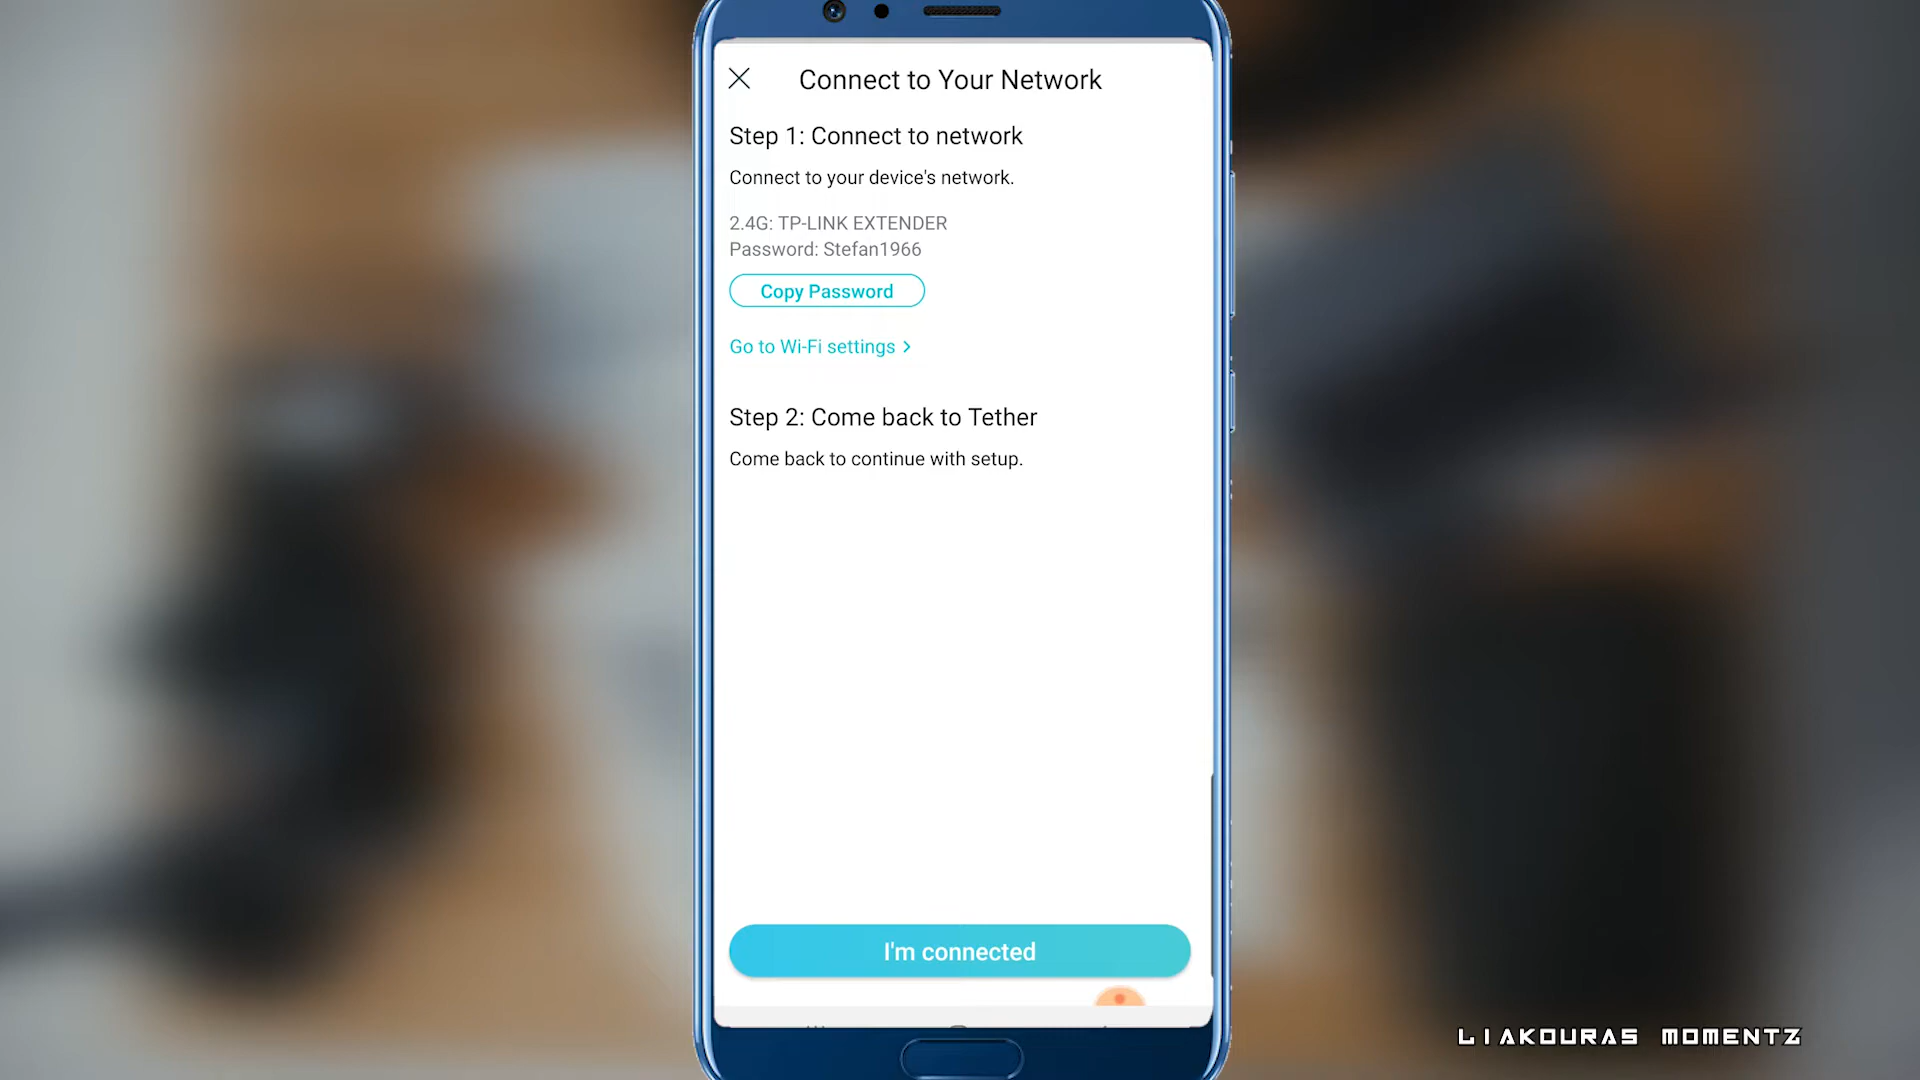 Connect to Your Network
Step 1: Connect to network
Connect to your device's network.
2.4G: TP-LINK EXTENDER
Password: Stefan1966
Copy Password
Go to Wi-Fi settings >
Step 2: Come back to Tether
Come back to continue with setup.
I'm connected
LIAKOURAS MOMENTZ